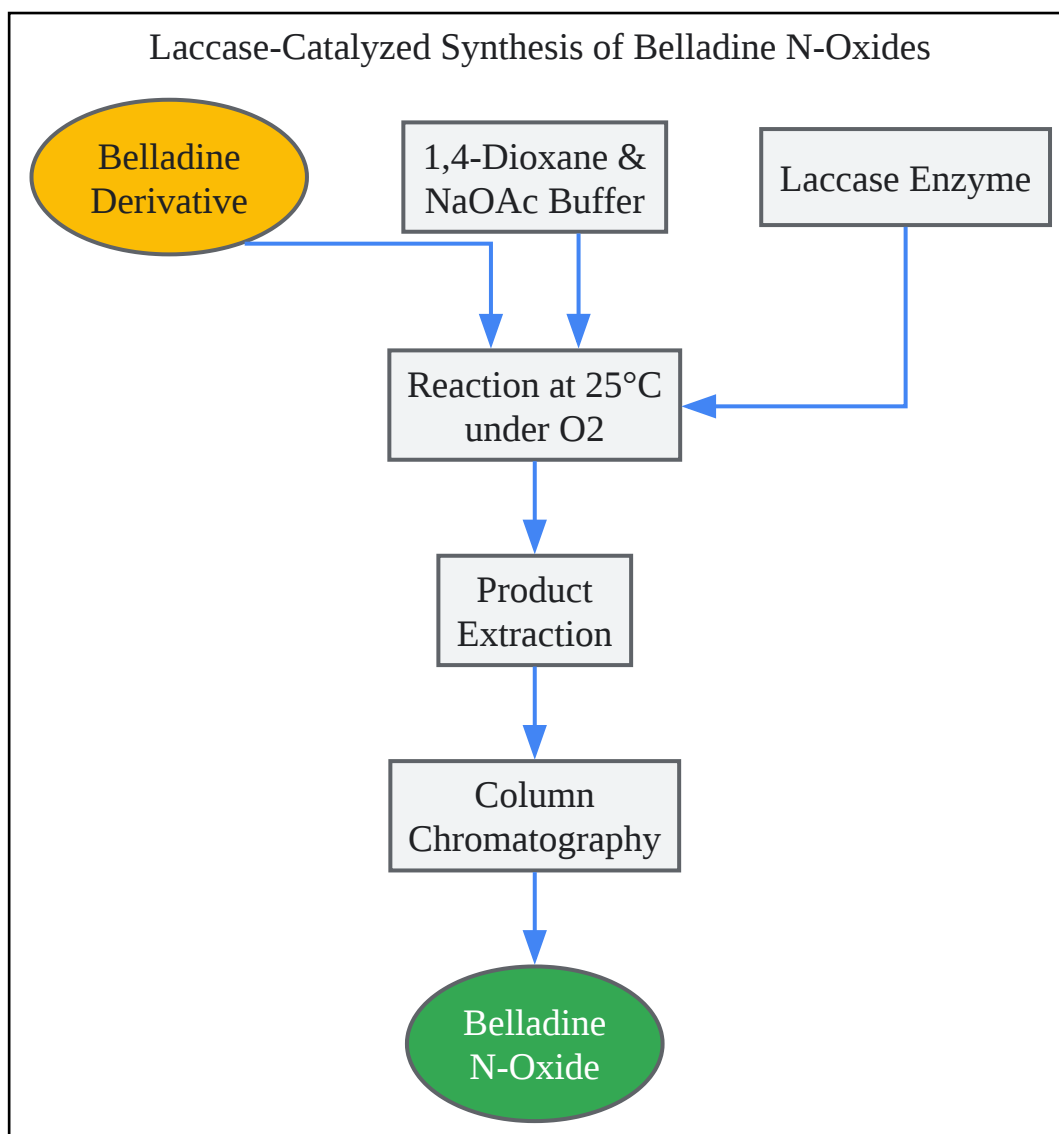 Laccase-Catalyzed Synthesis of Belladine N-Oxides
Belladine
Derivative
1,4-Dioxane &
NaOAc Buffer
Laccase Enzyme
Reaction at 25°C
under O2
Product
Extraction
Column
Chromatography
Belladine
N-Oxide